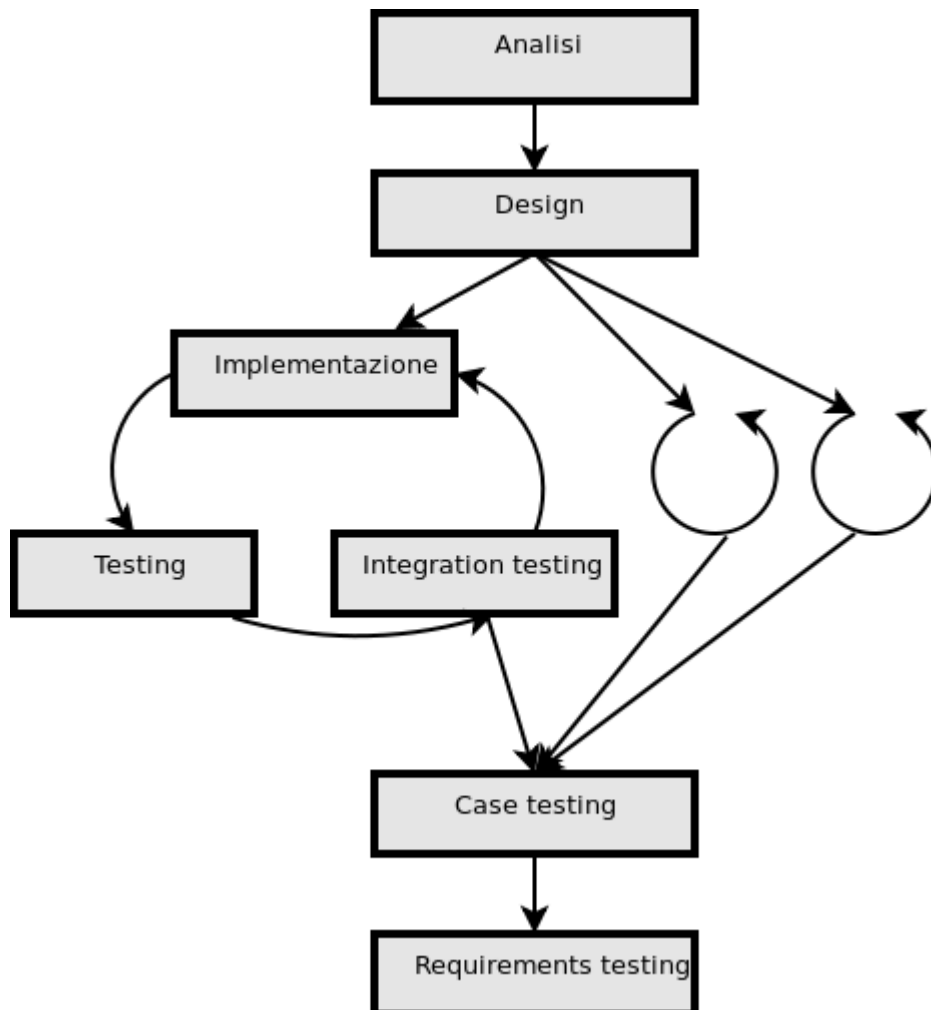 Analisi
Design
Implementazione
Testing
Integration testing
Case testing
Requirements testing